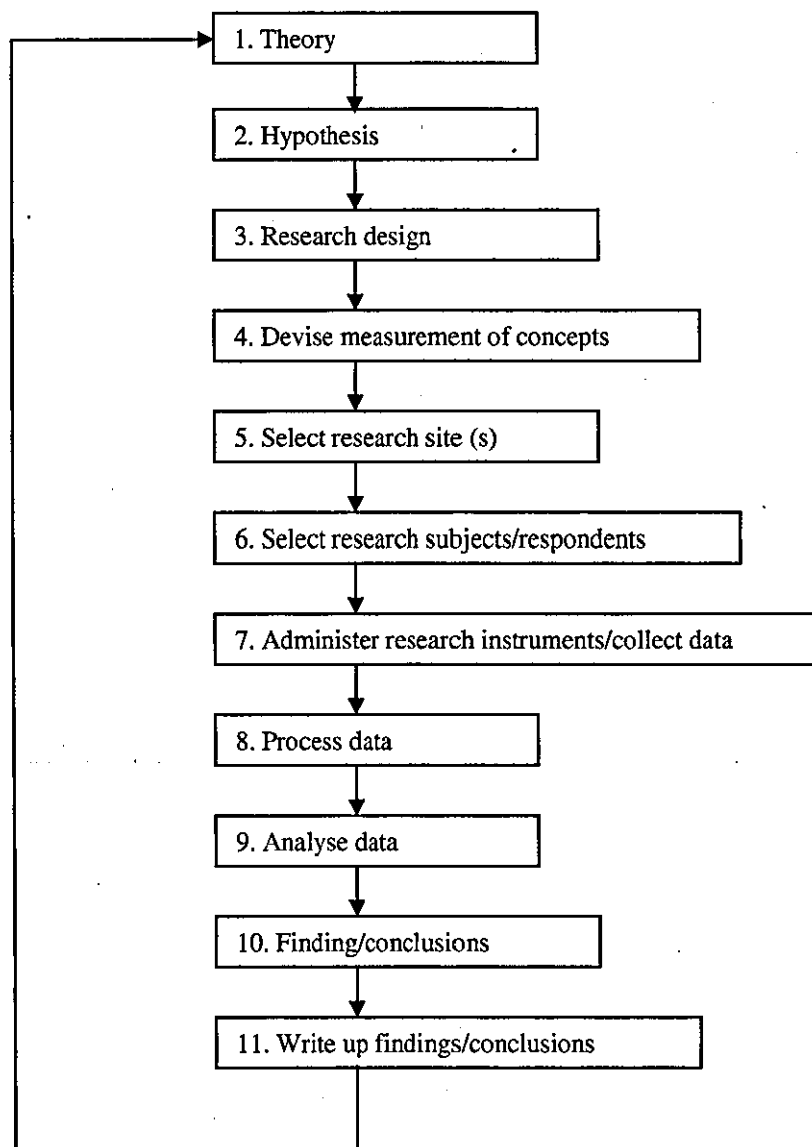 1. Theory
2. Hypothesis
3. Research design
4. Devise measurement of concepts
5. Select research site (s)
6. Select research subjects/respondents
7. Administer research instruments/collect data
8. Process data
9. Analyse data
10. Finding/conclusions
11. Write up findings/conclusions